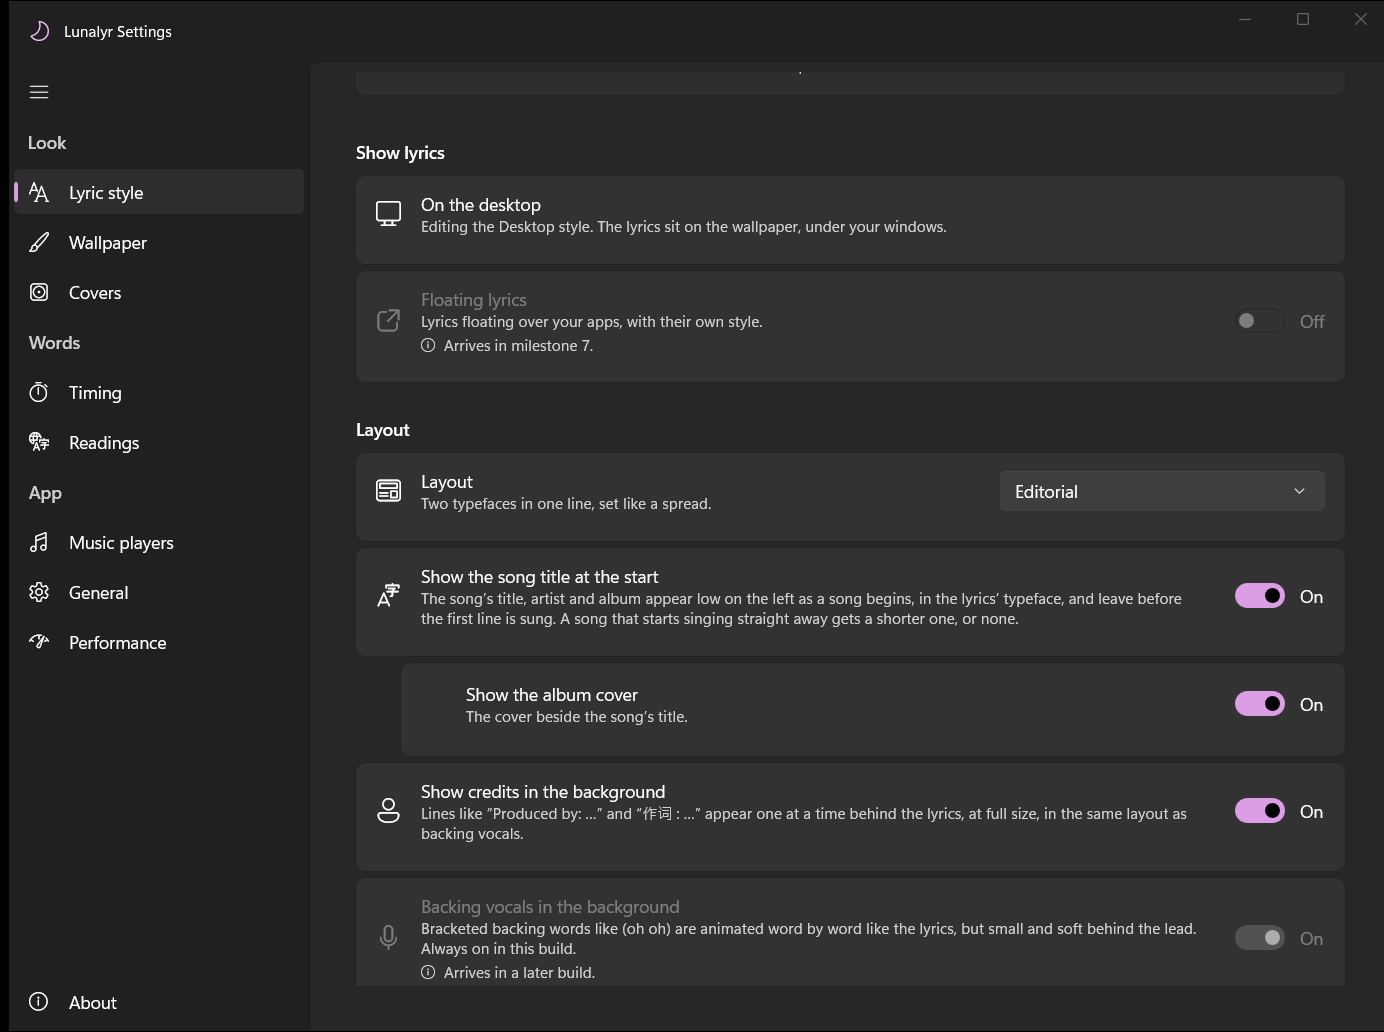 Lunalyr Settings
Look
Lyric style
Wallpaper
Covers
Words
Timing
Readings
App
Music players
General
Performance
About
Show lyrics
On the desktop
Editing the Desktop style. The lyrics sit on the wallpaper, under your windows.
Floating lyrics
Lyrics floating over your apps, with their own style.
Arrives in milestone 7.
Off
Layout
Layout
Two typefaces in one line, set like a spread.
Editorial
Show the song title at the start
The song’s title, artist and album appear low on the left as a song begins, in the lyrics’ typeface, and leave before
the first line is sung. A song that starts singing straight away gets a shorter one, or none.
On
Show the album cover
The cover beside the song’s title.
On
Show credits in the background
Lines like “Produced by: …” and “作词 : …” appear one at a time behind the lyrics, at full size, in the same layout as
backing vocals.
On
Backing vocals in the background
Bracketed backing words like (oh oh) are animated word by word like the lyrics, but small and soft behind the lead.
Always on in this build.
Arrives in a later build.
On